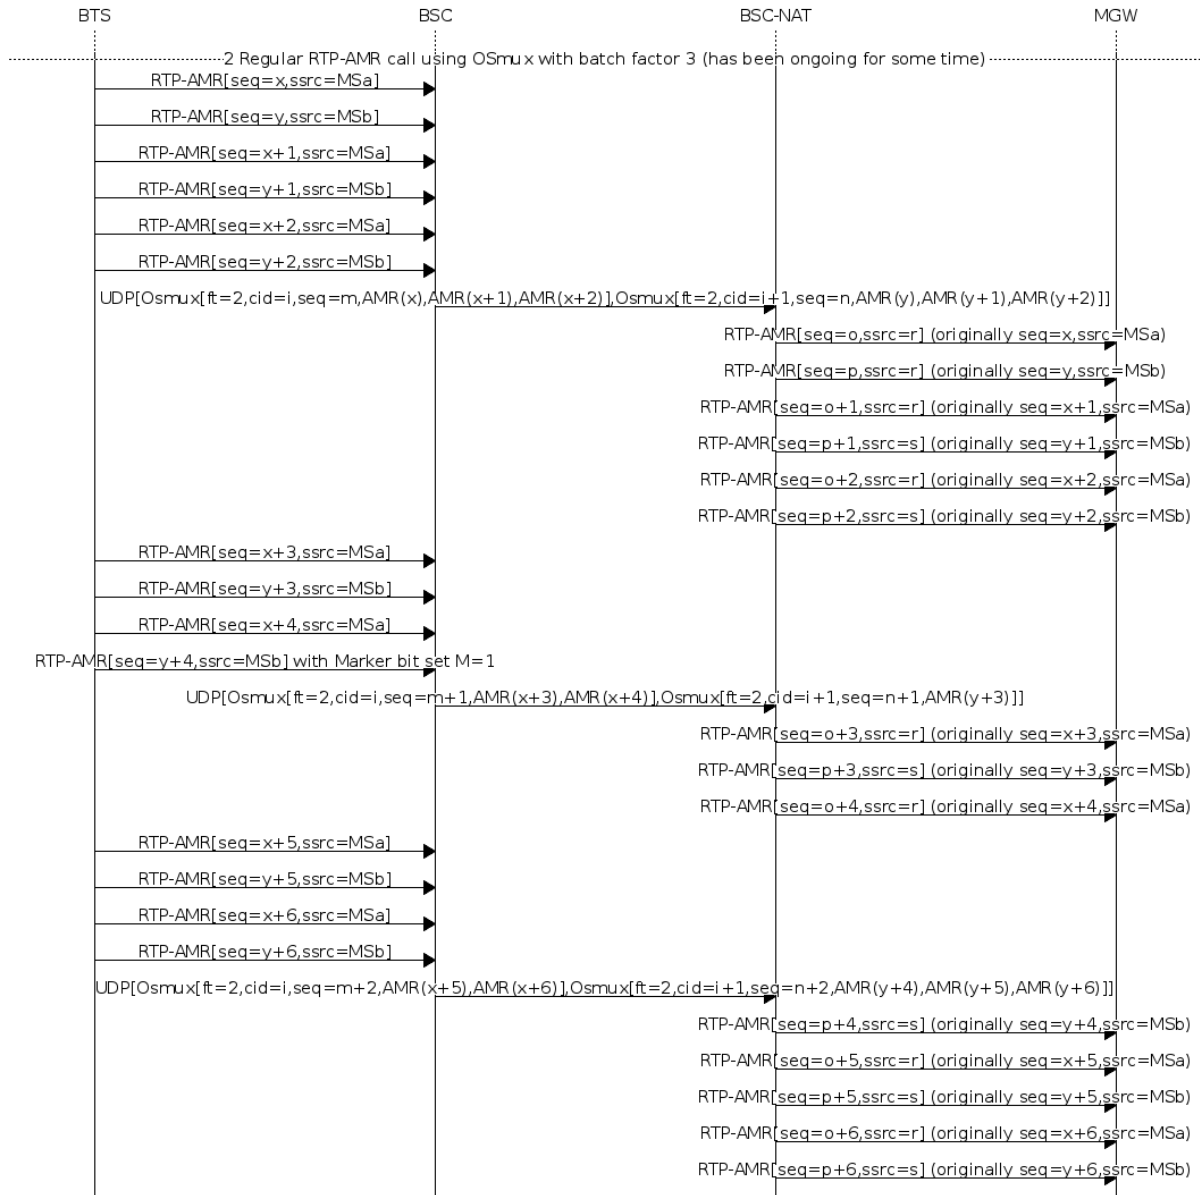 BTS BSC BSC-NAT MGW
2 Regular RTP-AMR call using OSmux with batch factor 3 (has been ongoing for some time)
RTP-AMR[seq=x,ssrc=MSa]
RTP-AMR[seq=y,ssrc=MSb]
RTP-AMR[seq=x+1,ssrc=MSa]
RTP-AMR[seq=y+1,ssrc=MSb]
RTP-AMR[seq=x+2,ssrc=MSa]
RTP-AMR[seq=y+2,ssrc=MSb]
UDP[Osmux[ft=2,cid=i,seq=m,AMR(x),AMR(x+1),AMR(x+2)],Osmux[ft=2,cid=i+1,seq=n,AMR(y),AMR(y+1),AMR(y+2)]]
RTP-AMR[seq=o,ssrc=r] (originally seq=x,ssrc=MSa)
RTP-AMR[seq=p,ssrc=r] (originally seq=y,ssrc=MSb)
RTP-AMR[seq=o+1,ssrc=r] (originally seq=x+1,ssrc=MSa)
RTP-AMR[seq=p+1,ssrc=s] (originally seq=y+1,ssrc=MSb)
RTP-AMR[seq=o+2,ssrc=r] (originally seq=x+2,ssrc=MSa)
RTP-AMR[seq=p+2,ssrc=s] (originally seq=y+2,ssrc=MSb)
RTP-AMR[seq=x+3,ssrc=MSa]
RTP-AMR[seq=y+3,ssrc=MSb]
RTP-AMR[seq=x+4,ssrc=MSa]
RTP-AMR[seq=y+4,ssrc=MSb] with Marker bit set M=1
UDP[Osmux[ft=2,cid=i,seq=m+1,AMR(x+3),AMR(x+4)],Osmux[ft=2,cid=i+1,seq=n+1,AMR(y+3)]]
RTP-AMR[seq=o+3,ssrc=r] (originally seq=x+3,ssrc=MSa)
RTP-AMR[seq=p+3,ssrc=s] (originally seq=y+3,ssrc=MSb)
RTP-AMR[seq=o+4,ssrc=r] (originally seq=x+4,ssrc=MSa)
RTP-AMR[seq=x+5,ssrc=MSa]
RTP-AMR[seq=y+5,ssrc=MSb]
RTP-AMR[seq=x+6,ssrc=MSa]
RTP-AMR[seq=y+6,ssrc=MSb]
UDP[Osmux[ft=2,cid=i,seq=m+2,AMR(x+5),AMR(x+6)],Osmux[ft=2,cid=i+1,seq=n+2,AMR(y+4),AMR(y+5),AMR(y+6)]]
RTP-AMR[seq=p+4,ssrc=s] (originally seq=y+4,ssrc=MSb)
RTP-AMR[seq=o+5,ssrc=r] (originally seq=x+5,ssrc=MSa)
RTP-AMR[seq=p+5,ssrc=s] (originally seq=y+5,ssrc=MSb)
RTP-AMR[seq=o+6,ssrc=r] (originally seq=x+6,ssrc=MSa)
RTP-AMR[seq=p+6,ssrc=s] (originally seq=y+6,ssrc=MSb)